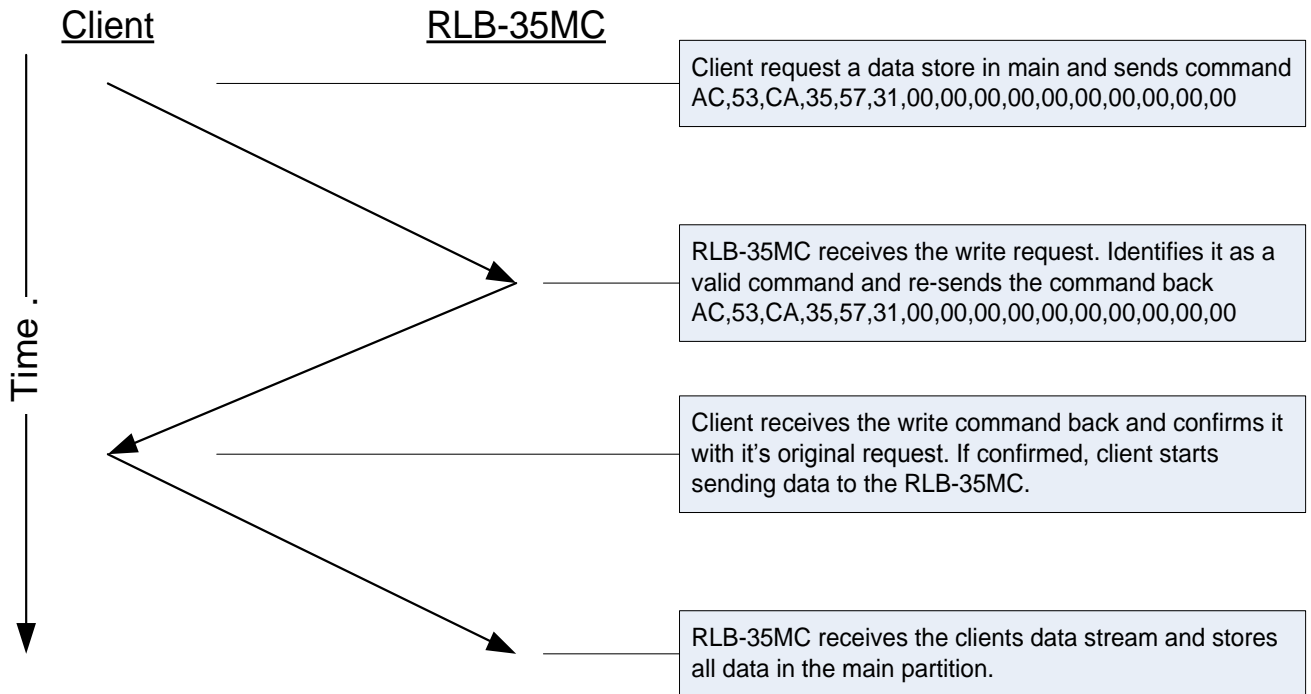 Client
RLB-35MC
Client request a data store in main and sends command
AC,53,CA,35,57,31,00,00,00,00,00,00,00,00,00,00
RLB-35MC receives the write request. Identifies it as a
valid command and re-sends the command back
AC,53,CA,35,57,31,00,00,00,00,00,00,00,00,00,00
Time .
Client receives the write command back and confirms it
with it's original request. If confirmed, client starts
sending data to the RLB-35MC.
RLB-35MC receives the clients data stream and stores
all data in the main partition.